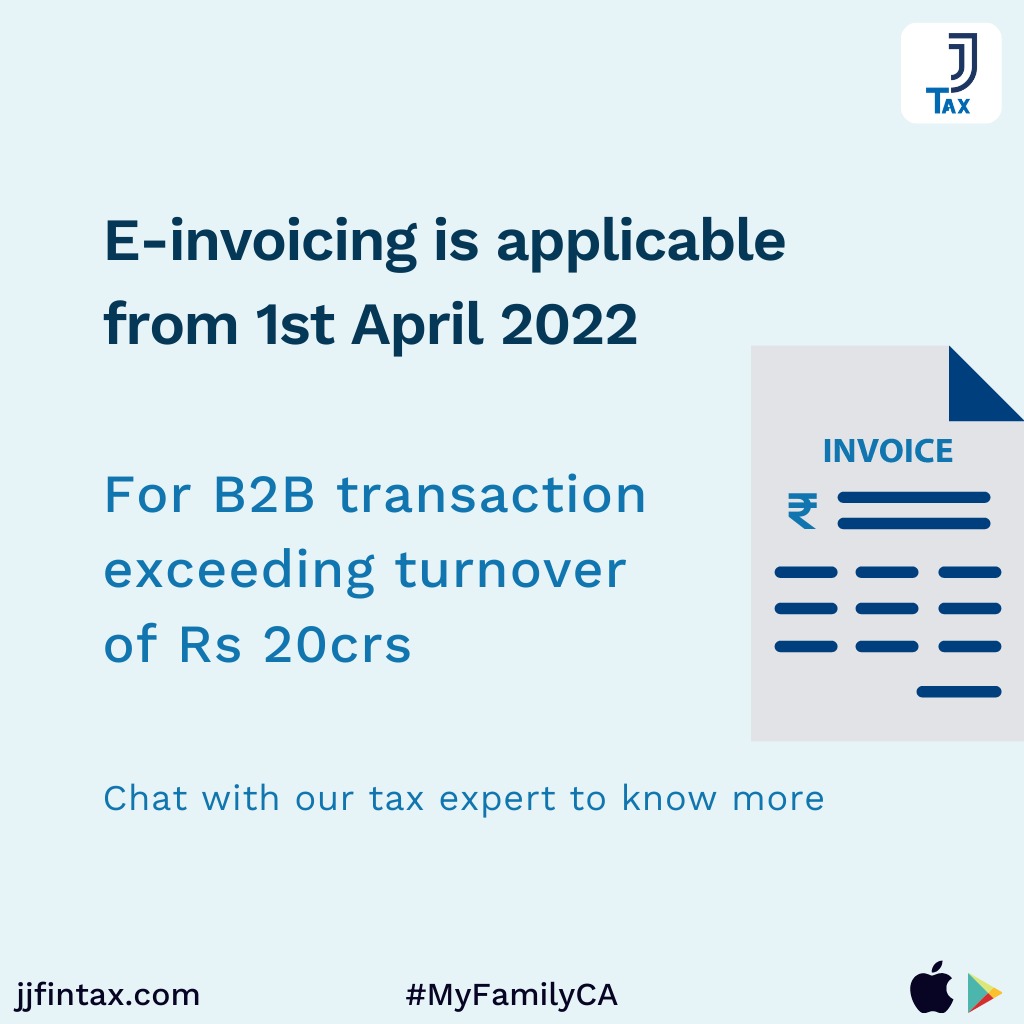 JJ
TAX
E-invoicing is applicable
from 1st April 2022
INVOICE
₹
For B2B transaction
exceeding turnover
of Rs 20crs
Chat with our tax expert to know more
jjfintax.com
#MyFamilyCA